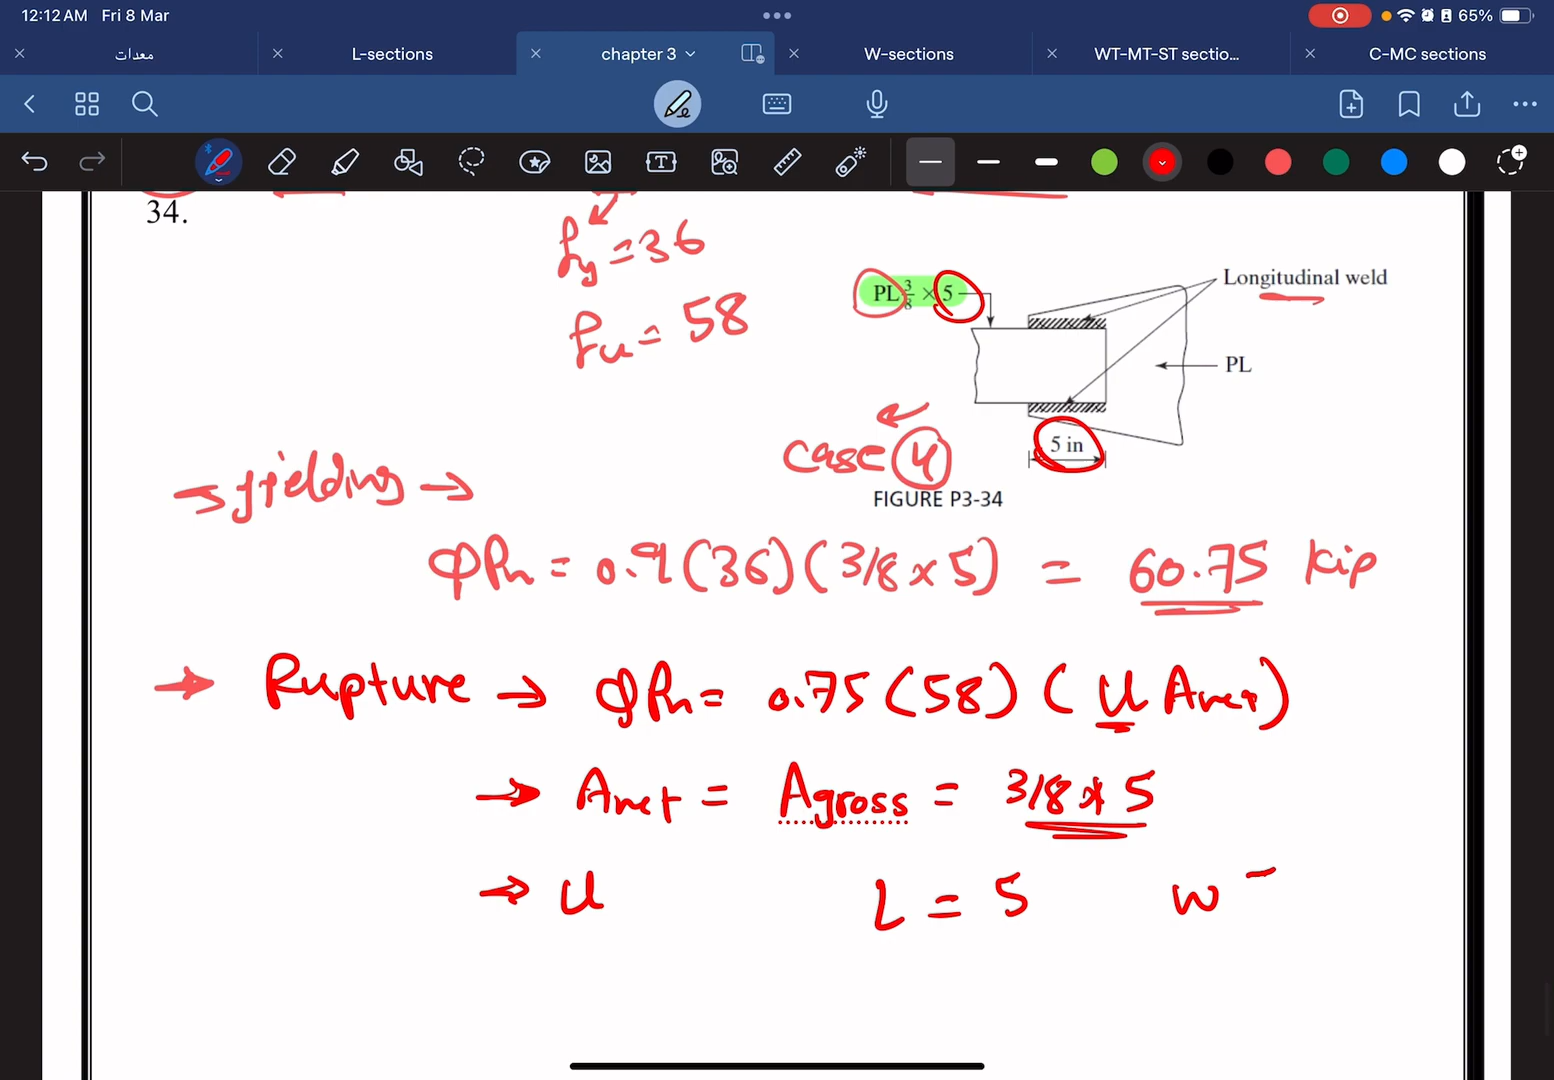 12:12 AM Fri 8 Mar
65%
معدات
L-sections
chapter 3
W-sections
WT-MT-ST sectio...
C-MC sections
34.
fy = 36
fu = 58
PL 3/8 × 5
Longitudinal weld
PL
5 in
case 4
FIGURE P3-34
→ yielding →
ϕPn = 0.9 (36) (3/8 × 5) = 60.75 kip
→ Rupture → ϕPn = 0.75 (58) ( U Anet)
→ Anet = Agross = 3/8 * 5
→ U L = 5 w -